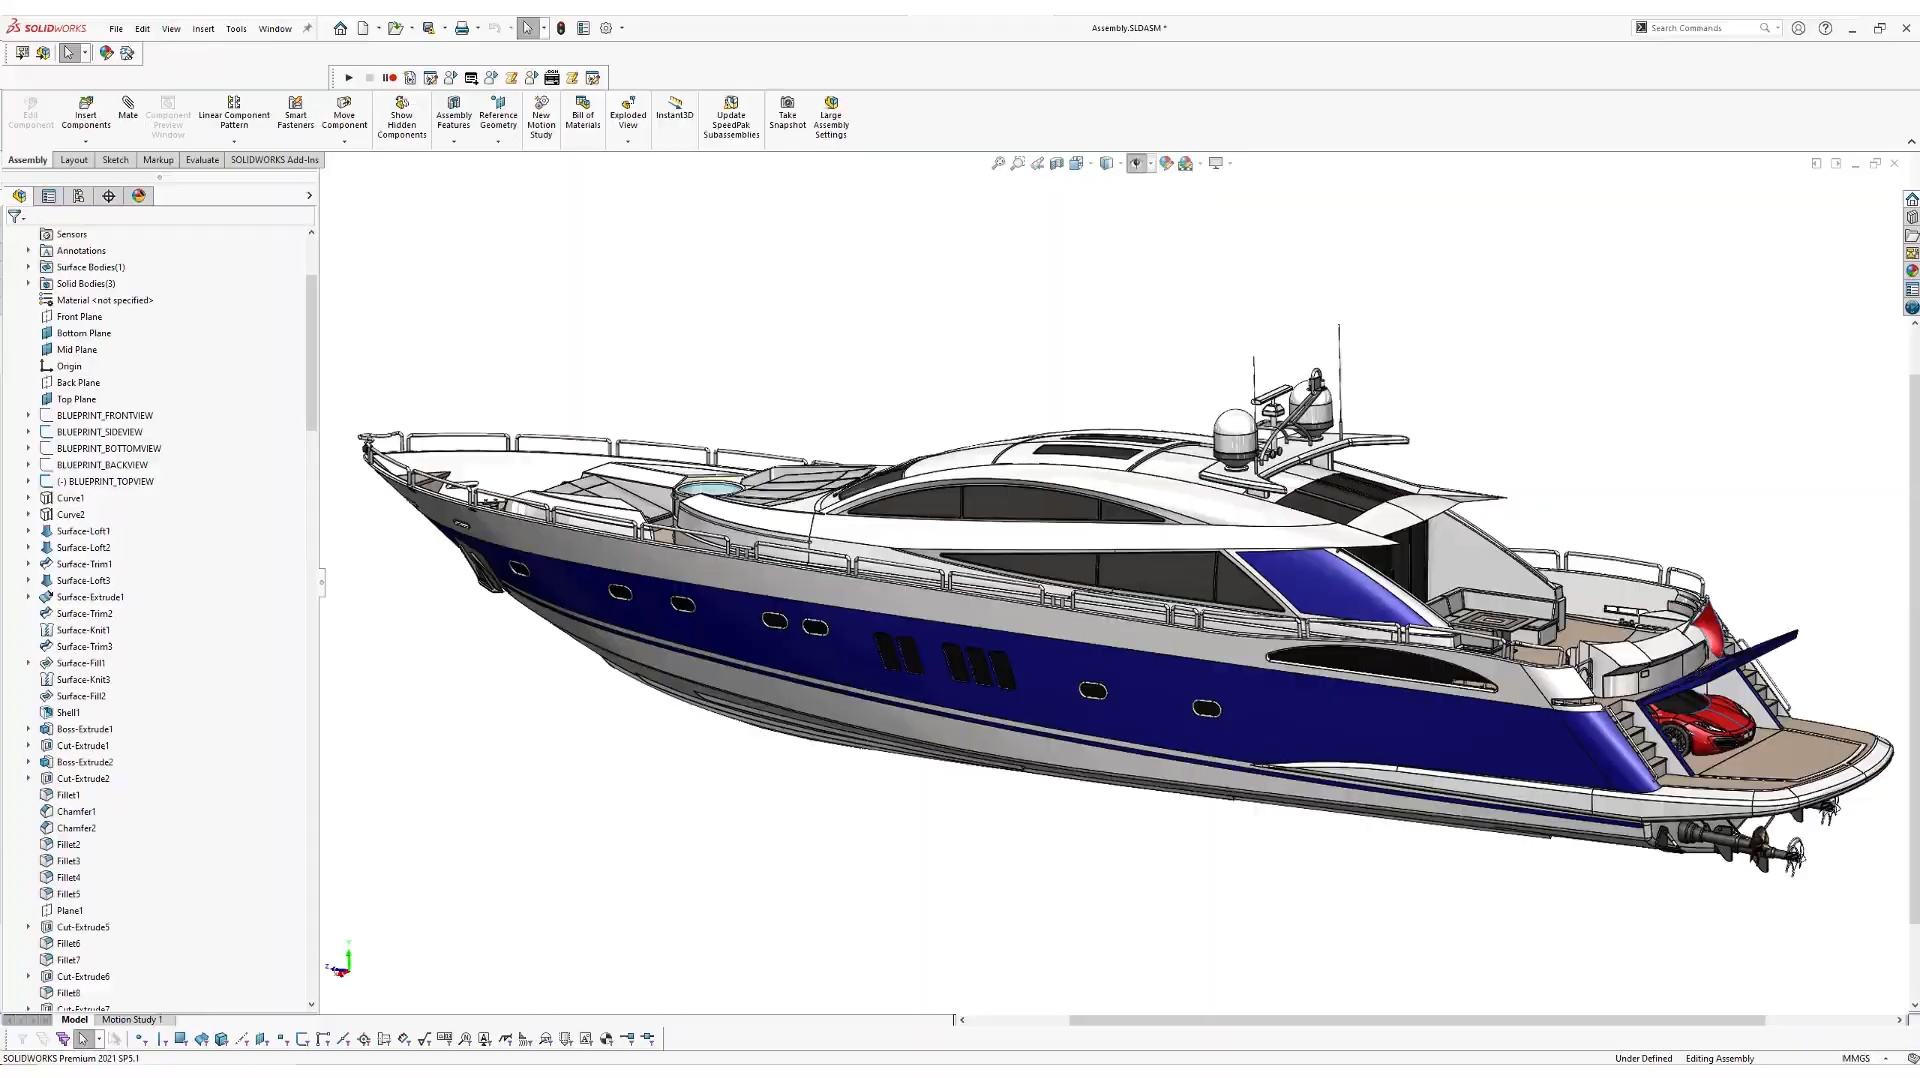 SOLIDWORKS File Edit View Insert Tools Window Assembly.SLDASM * Search Commands
Edit Component Insert Components Mate Component Preview Window Linear Component Pattern Smart Fasteners Move Component Show Hidden Components Assembly Features Reference Geometry New Motion Study Bill of Materials Exploded View Instant3D Update SpeedPak Subassemblies Take Snapshot Large Assembly Settings
Assembly Layout Sketch Markup Evaluate SOLIDWORKS Add-Ins
Sensors
Annotations
Surface Bodies(1)
Solid Bodies(3)
Material <not specified>
Front Plane
Bottom Plane
Mid Plane
Origin
Back Plane
Top Plane
BLUEPRINT_FRONTVIEW
BLUEPRINT_SIDEVIEW
BLUEPRINT_BOTTOMVIEW
BLUEPRINT_BACKVIEW
(-) BLUEPRINT_TOPVIEW
Curve1
Curve2
Surface-Loft1
Surface-Loft2
Surface-Trim1
Surface-Loft3
Surface-Extrude1
Surface-Trim2
Surface-Knit1
Surface-Trim3
Surface-Fill1
Surface-Knit3
Surface-Fill2
Shell1
Boss-Extrude1
Cut-Extrude1
Boss-Extrude2
Cut-Extrude2
Fillet1
Chamfer1
Chamfer2
Fillet2
Fillet3
Fillet4
Fillet5
Plane1
Cut-Extrude5
Fillet6
Fillet7
Cut-Extrude6
Fillet8
Cut-Extrude7
Model Motion Study 1
SOLIDWORKS Premium 2021 SP5.1 Under Defined Editing Assembly MMGS